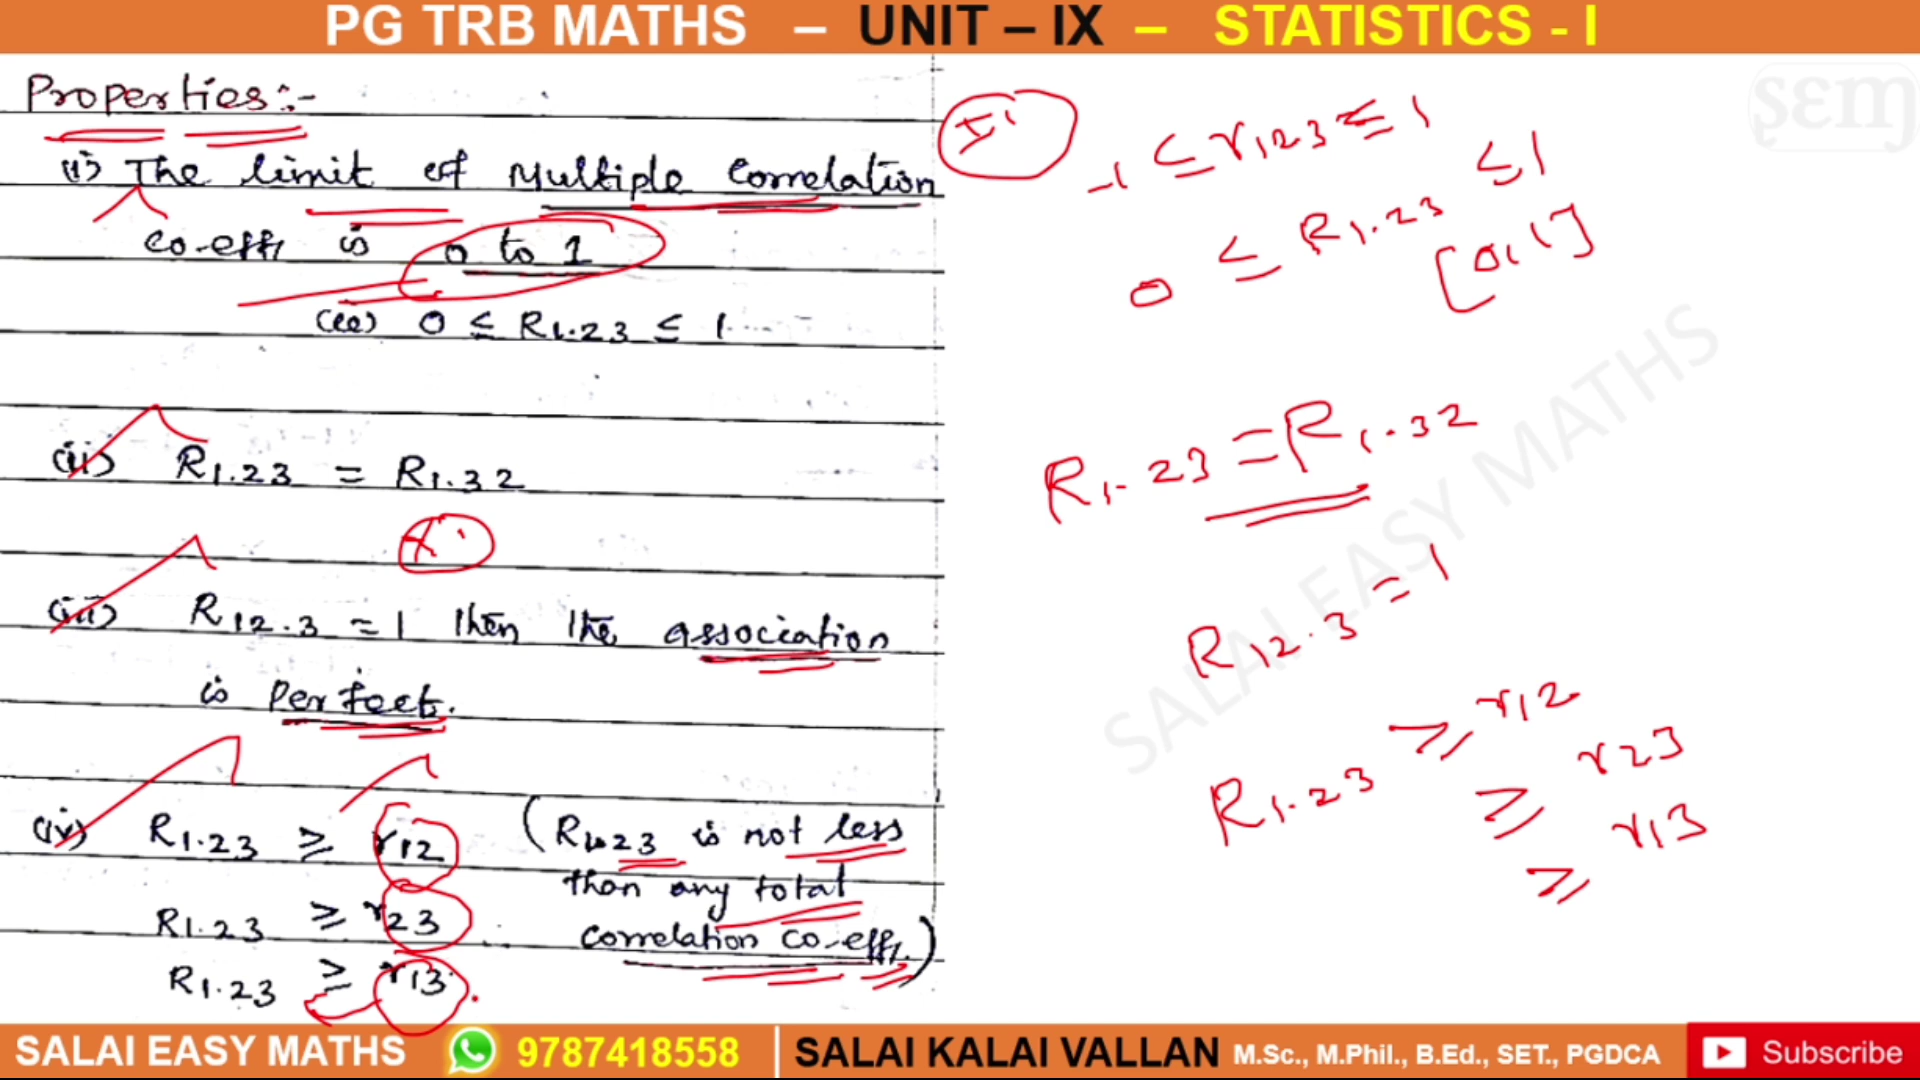 PG TRB MATHS – UNIT – IX – STATISTICS - I
Properties:-
(i) The limit of Multiple Correlation
co-eff is 0 to 1
(ie) 0 ≤ R1.23 ≤ 1
(ii) R1.23 = R1.32
(iii) R12.3 = 1 then the association
is perfect.
(iv) R1.23 ≥ r12 (R1.23 is not less
than any total
R1.23 ≥ r23
correlation co-eff.)
R1.23 ≥ r13.
-1 ≤ r12.3 ≤ 1
0 ≤ R1.23 ≤ 1
[0,1]
R1.23 = R1.32
R12.3 = 1
R1.23 ≥ r12
≥ r23
≥ r13
sɛm
SALAI EASY MATHS
SALAI EASY MATHS 9787418558 | SALAI KALAI VALLAN M.Sc., M.Phil., B.Ed., SET., PGDCA Subscribe